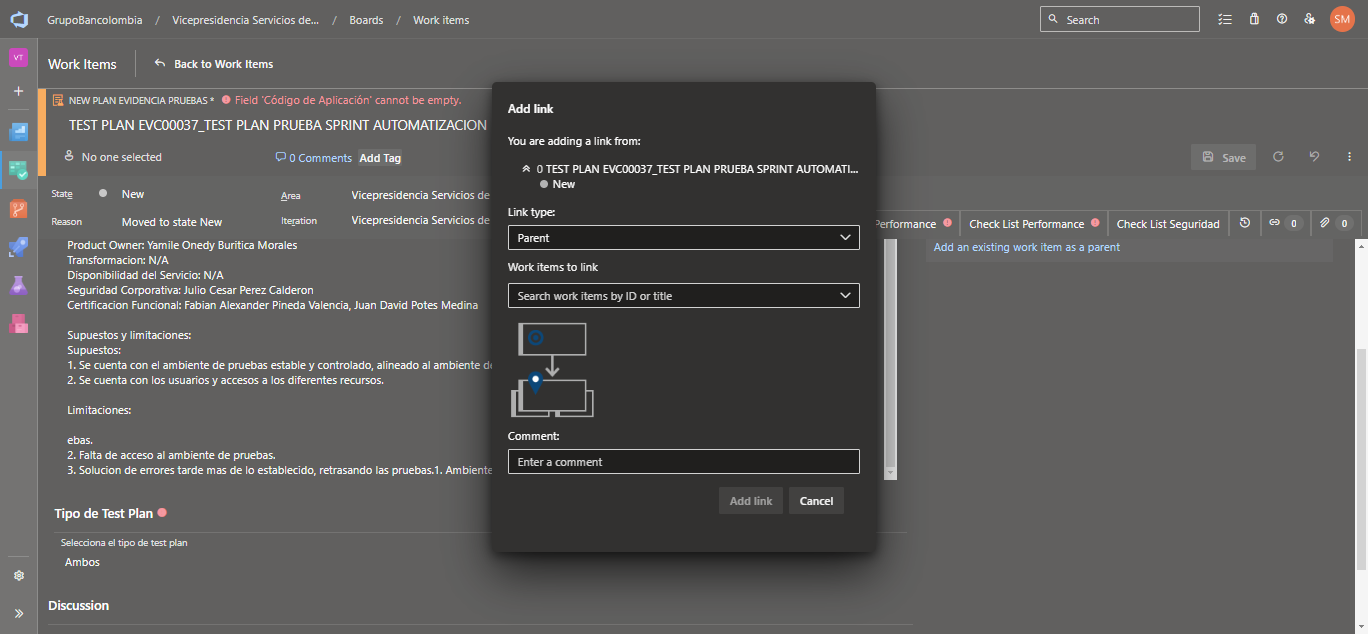 GrupoBancolombia / Vicepresidencia Servicios de... / Boards / Work items
Search
SM
VT
Work Items
Back to Work Items
NEW PLAN EVIDENCIA PRUEBAS * Field 'Código de Aplicación' cannot be empty.
TEST PLAN EVC00037_TEST PLAN PRUEBA SPRINT AUTOMATIZACION
No one selected
0 Comments
Add Tag
Save
State
New
Area
Vicepresidencia Servicios de
Reason
Moved to state New
Iteration
Vicepresidencia Servicios de
Performance
Check List Performance
Check List Seguridad
0
0
Product Owner: Yamile Onedy Buritica Morales
Transformacion: N/A
Disponibilidad del Servicio: N/A
Seguridad Corporativa: Julio Cesar Perez Calderon
Certificacion Funcional: Fabian Alexander Pineda Valencia, Juan David Potes Medina
Supuestos y limitaciones:
Supuestos:
1. Se cuenta con el ambiente de pruebas estable y controlado, alineado al ambiente de
2. Se cuenta con los usuarios y accesos a los diferentes recursos.
Limitaciones:
ebas.
2. Falta de acceso al ambiente de pruebas.
3. Solucion de errores tarde mas de lo establecido, retrasando las pruebas.1. Ambiente
Tipo de Test Plan
Selecciona el tipo de test plan
Ambos
Discussion
Add an existing work item as a parent
Add link
You are adding a link from:
0 TEST PLAN EVC00037_TEST PLAN PRUEBA SPRINT AUTOMATI...
New
Link type:
Parent
Work items to link
Search work items by ID or title
Comment:
Enter a comment
Add link
Cancel